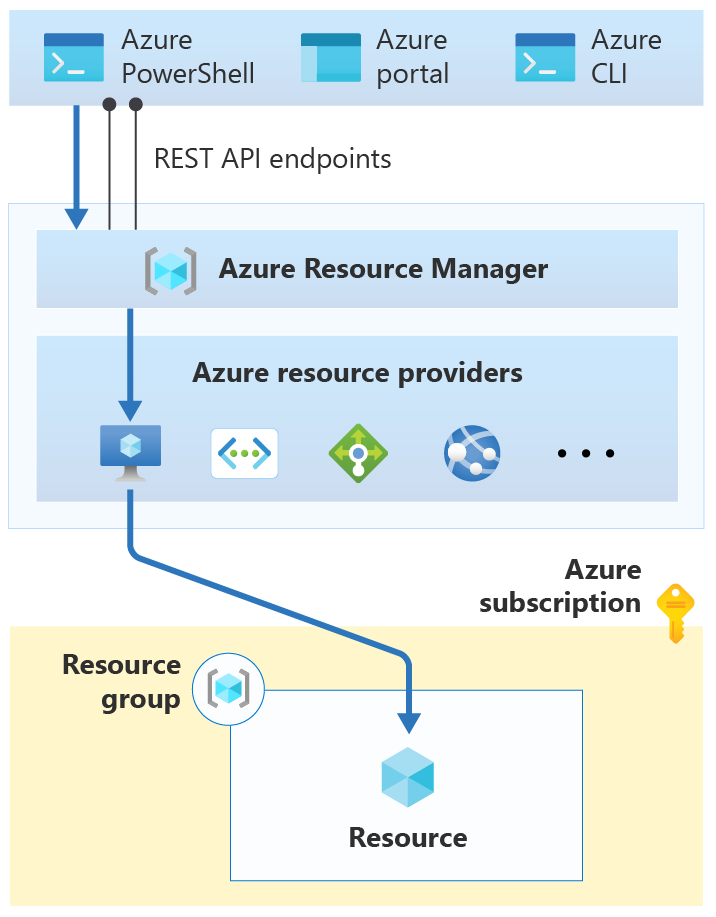 Azure
PowerShell
Azure
portal
Azure
CLI
REST API endpoints
Azure Resource Manager
Azure resource providers
Azure
subscription
Resource
group
Resource